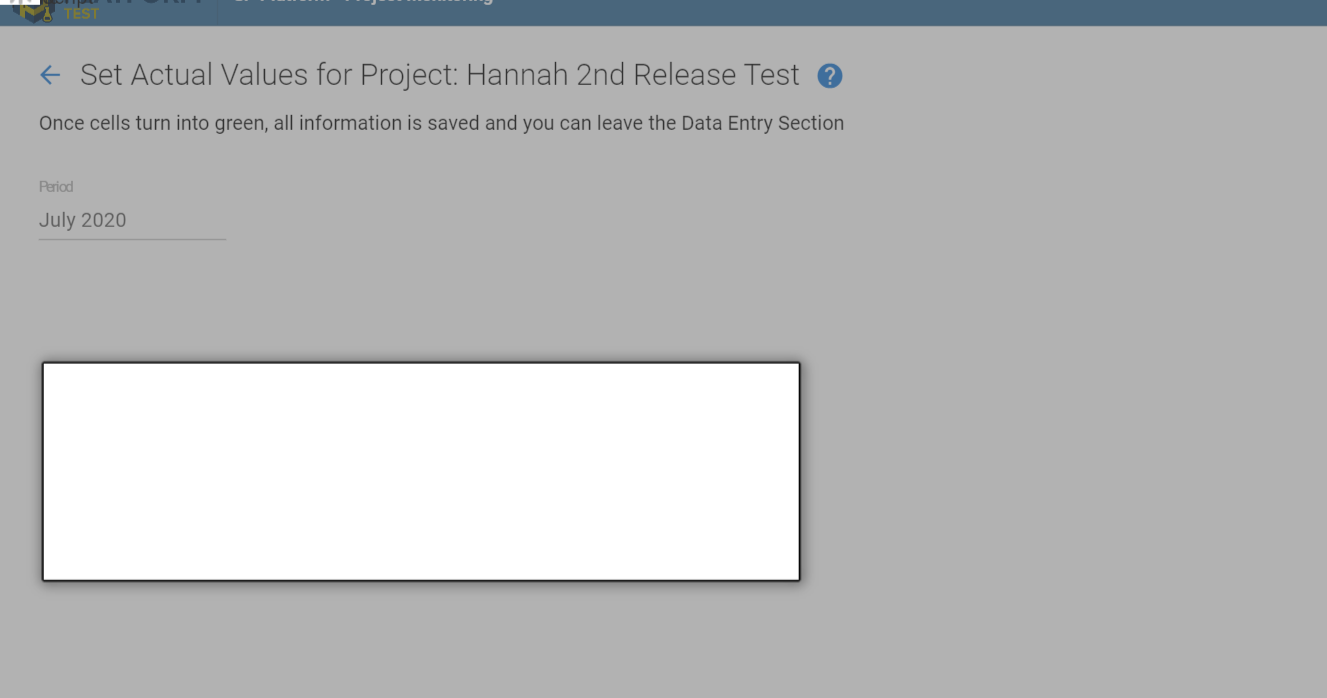 TEST
Set Actual Values for Project: Hannah 2nd Release Test
Once cells turn into green, all information is saved and you can leave the Data Entry Section
Period
July 2020